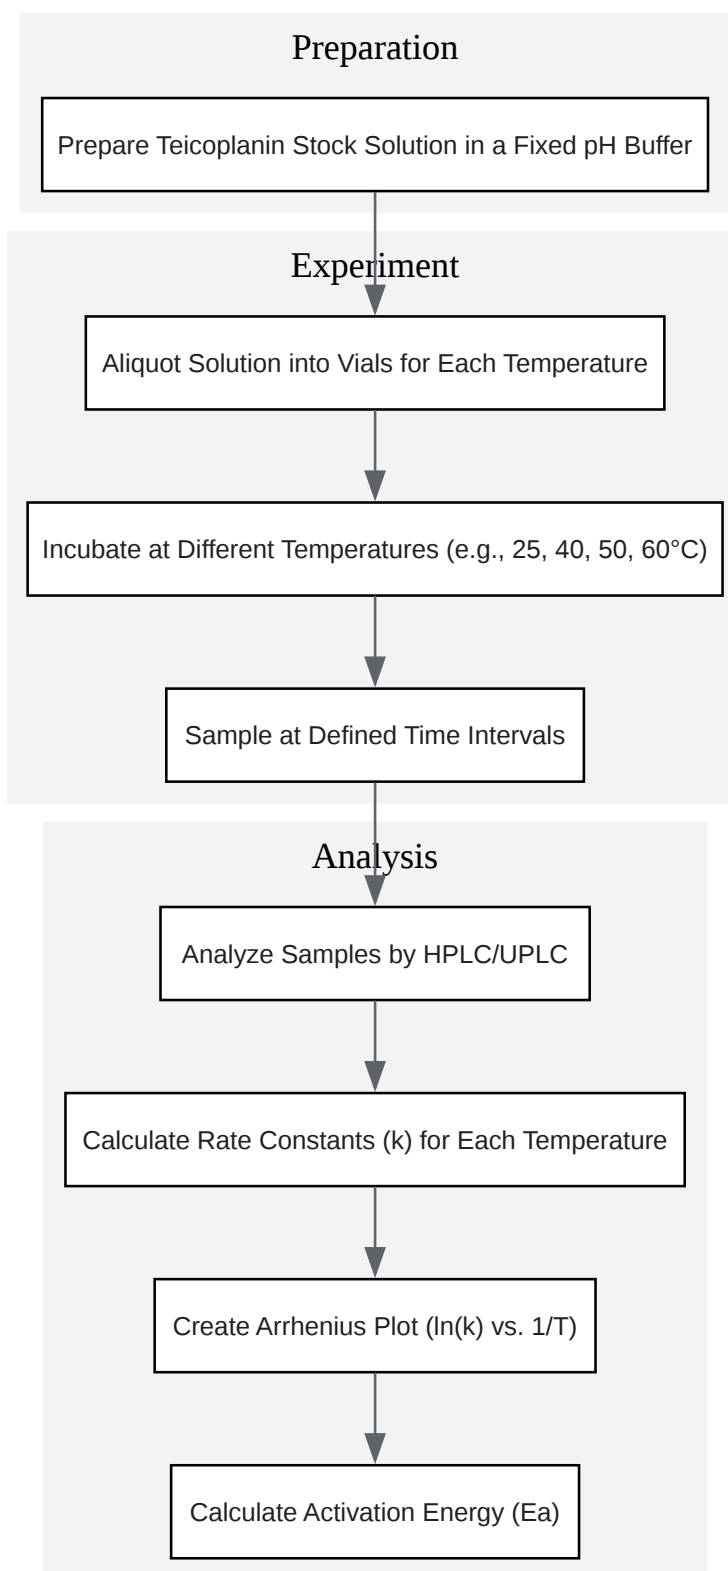 Preparation
Prepare Teicoplanin Stock Solution in a Fixed pH Buffer
Experiment
Aliquot Solution into Vials for Each Temperature
Incubate at Different Temperatures (e.g., 25, 40, 50, 60°C)
Sample at Defined Time Intervals
Analysis
Analyze Samples by HPLC/UPLC
Calculate Rate Constants (k) for Each Temperature
Create Arrhenius Plot (ln(k) vs. 1/T)
Calculate Activation Energy (Ea)